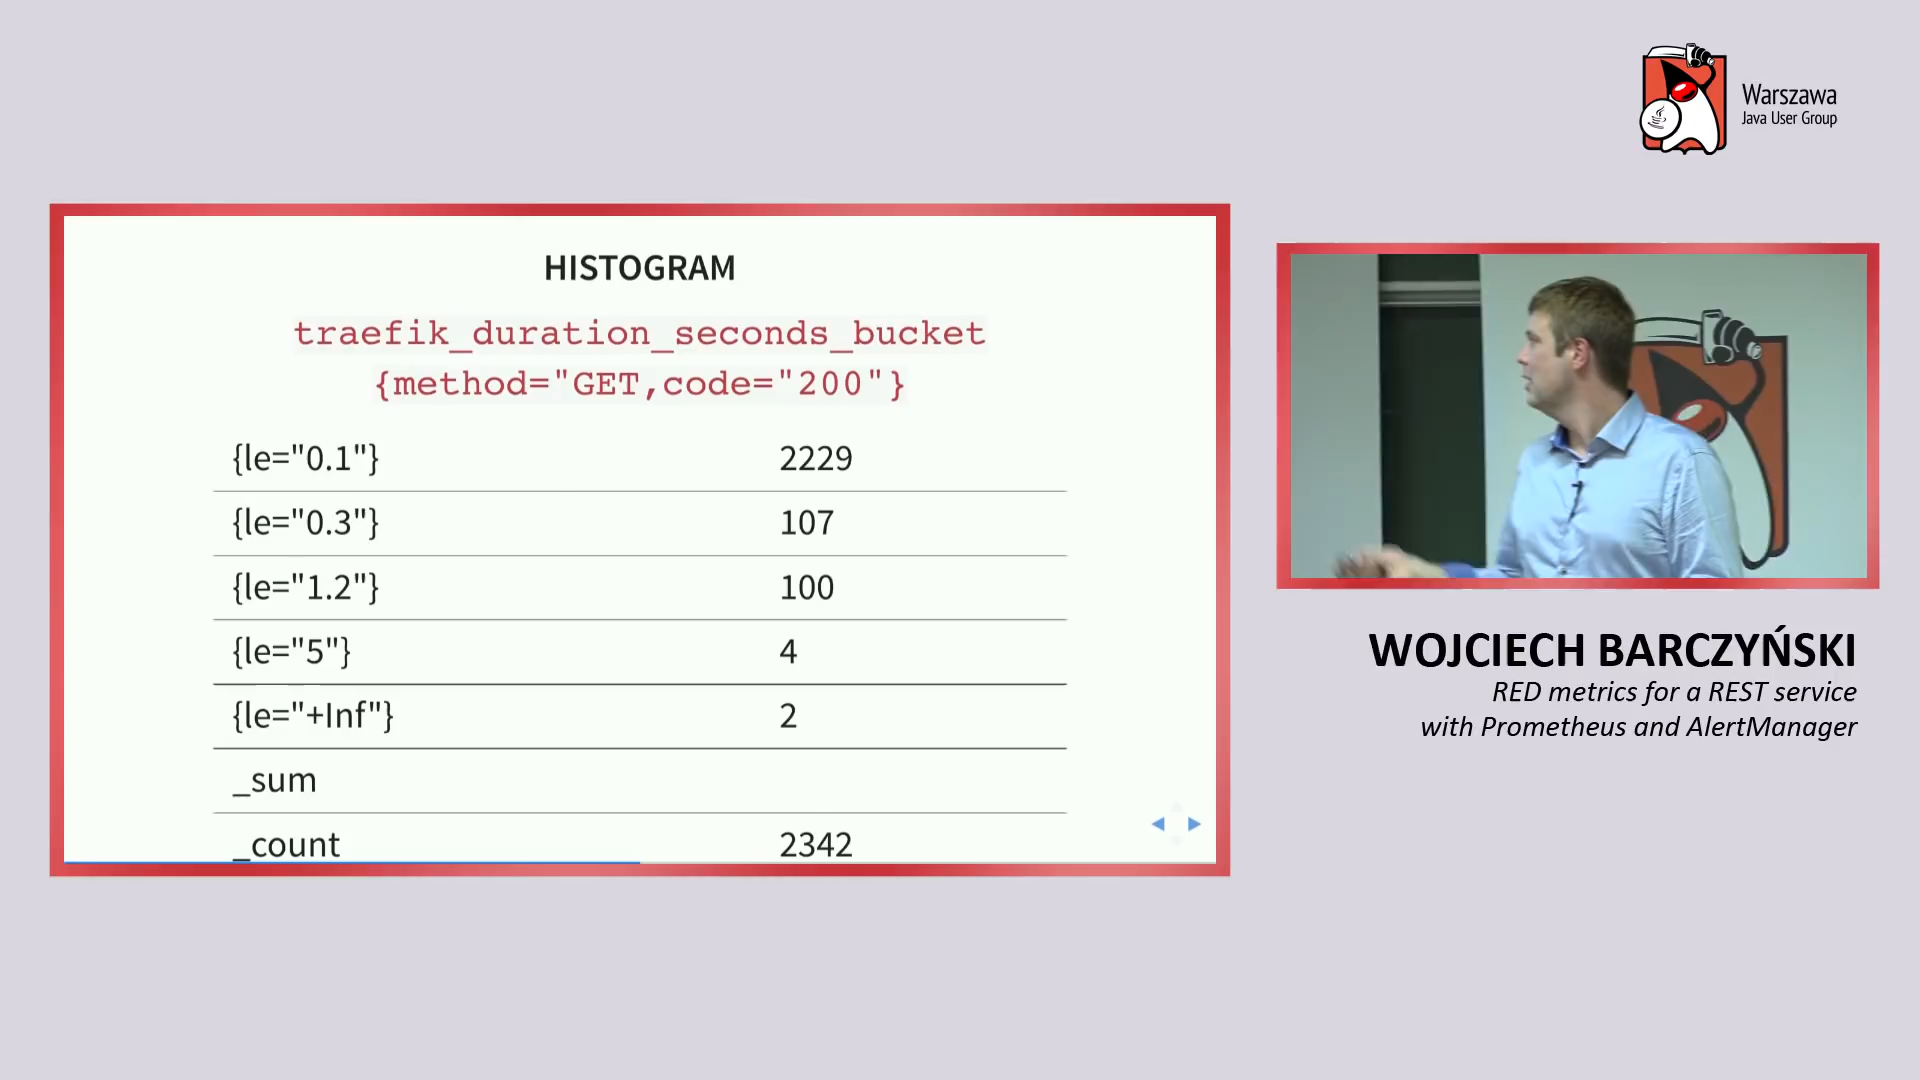 Warszawa
Java User Group
HISTOGRAM
traefik_duration_seconds_bucket
{method="GET,code="200"}
{le="0.1"} 2229
{le="0.3"} 107
{le="1.2"} 100
{le="5"} 4
{le="+Inf"} 2
_sum
_count 2342
WOJCIECH BARCZYŃSKI
RED metrics for a REST service
with Prometheus and AlertManager